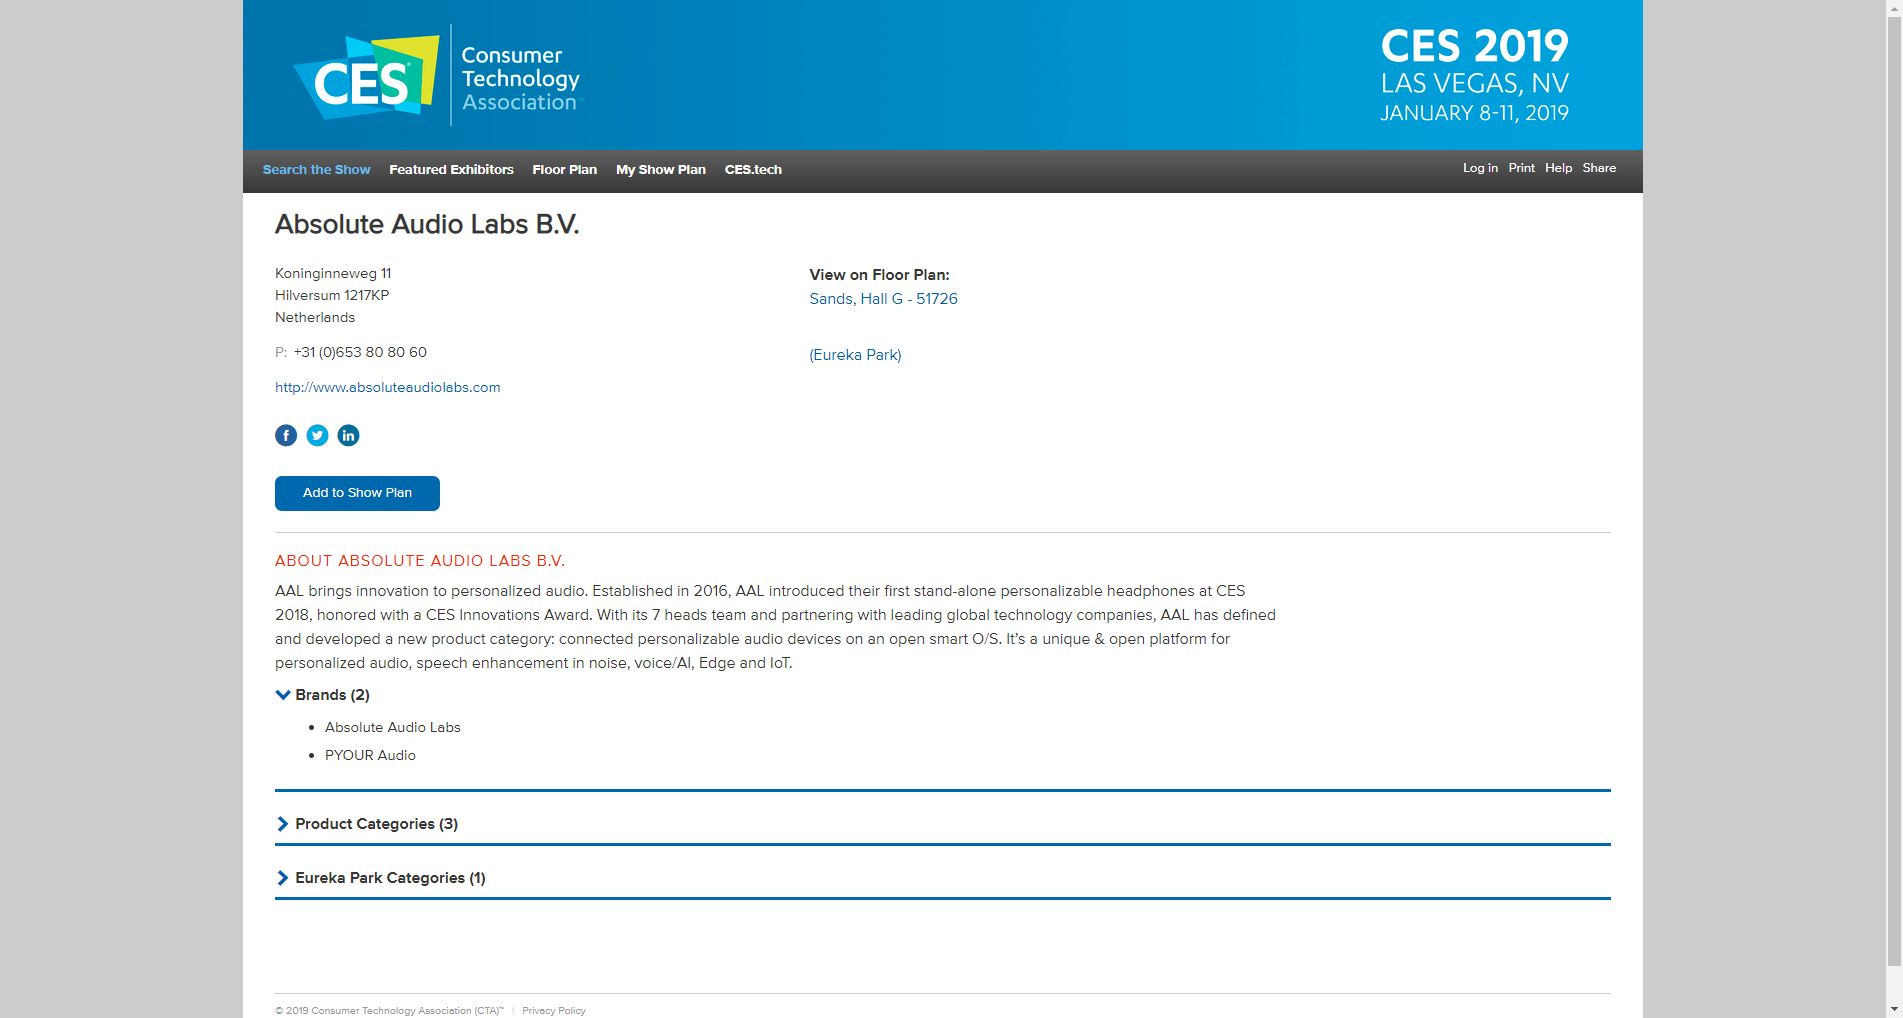 CES®
Consumer
Technology
Association™
CES 2019
LAS VEGAS, NV
JANUARY 8-11, 2019
Search the Show Featured Exhibitors Floor Plan My Show Plan CES.tech Log in Print Help Share
Absolute Audio Labs B.V.
Koninginneweg 11
Hilversum 1217KP
Netherlands
P: +31 (0)653 80 80 60
http://www.absoluteaudiolabs.com
View on Floor Plan:
Sands, Hall G - 51726
(Eureka Park)
f in
Add to Show Plan
ABOUT ABSOLUTE AUDIO LABS B.V.
AAL brings innovation to personalized audio. Established in 2016, AAL introduced their first stand-alone personalizable headphones at CES
2018, honored with a CES Innovations Award. With its 7 heads team and partnering with leading global technology companies, AAL has defined
and developed a new product category: connected personalizable audio devices on an open smart O/S. It’s a unique & open platform for
personalized audio, speech enhancement in noise, voice/AI, Edge and IoT.
Brands (2)
• Absolute Audio Labs
• PYOUR Audio
Product Categories (3)
Eureka Park Categories (1)
© 2019 Consumer Technology Association (CTA)™ | Privacy Policy